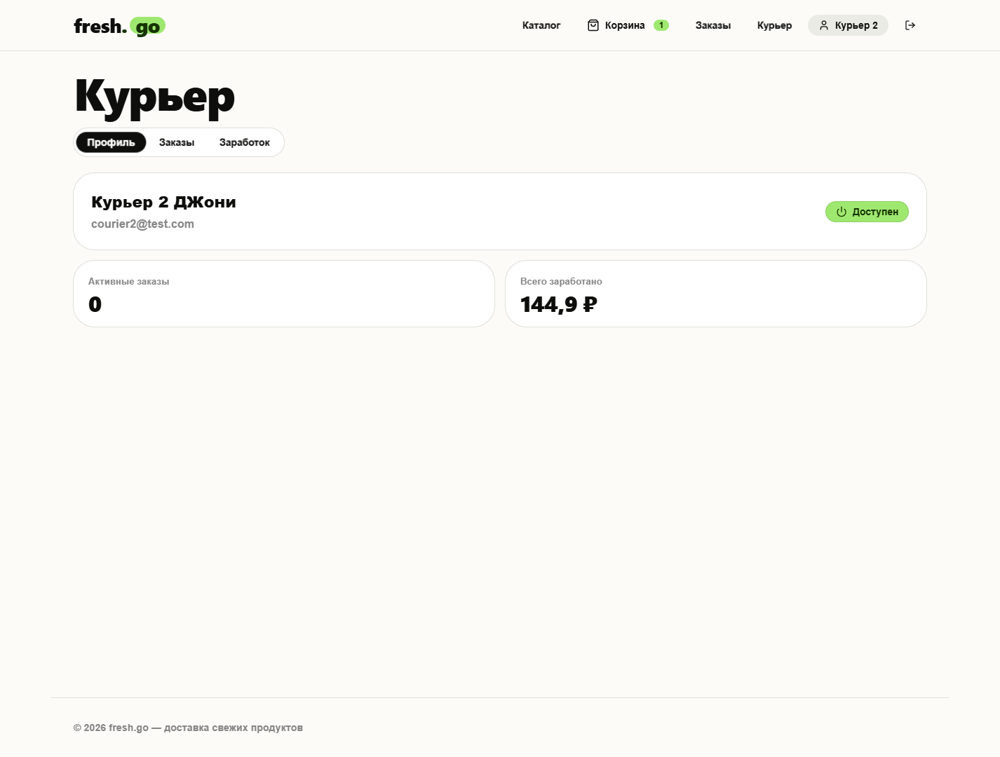 fresh. go
Каталог Корзина 1 Заказы Курьер Курьер 2
Курьер
Профиль Заказы Заработок
Курьер 2 ДЖони
courier2@test.com
Доступен
Активные заказы
0
Всего заработано
144,9 ₽
© 2026 fresh.go — доставка свежих продуктов